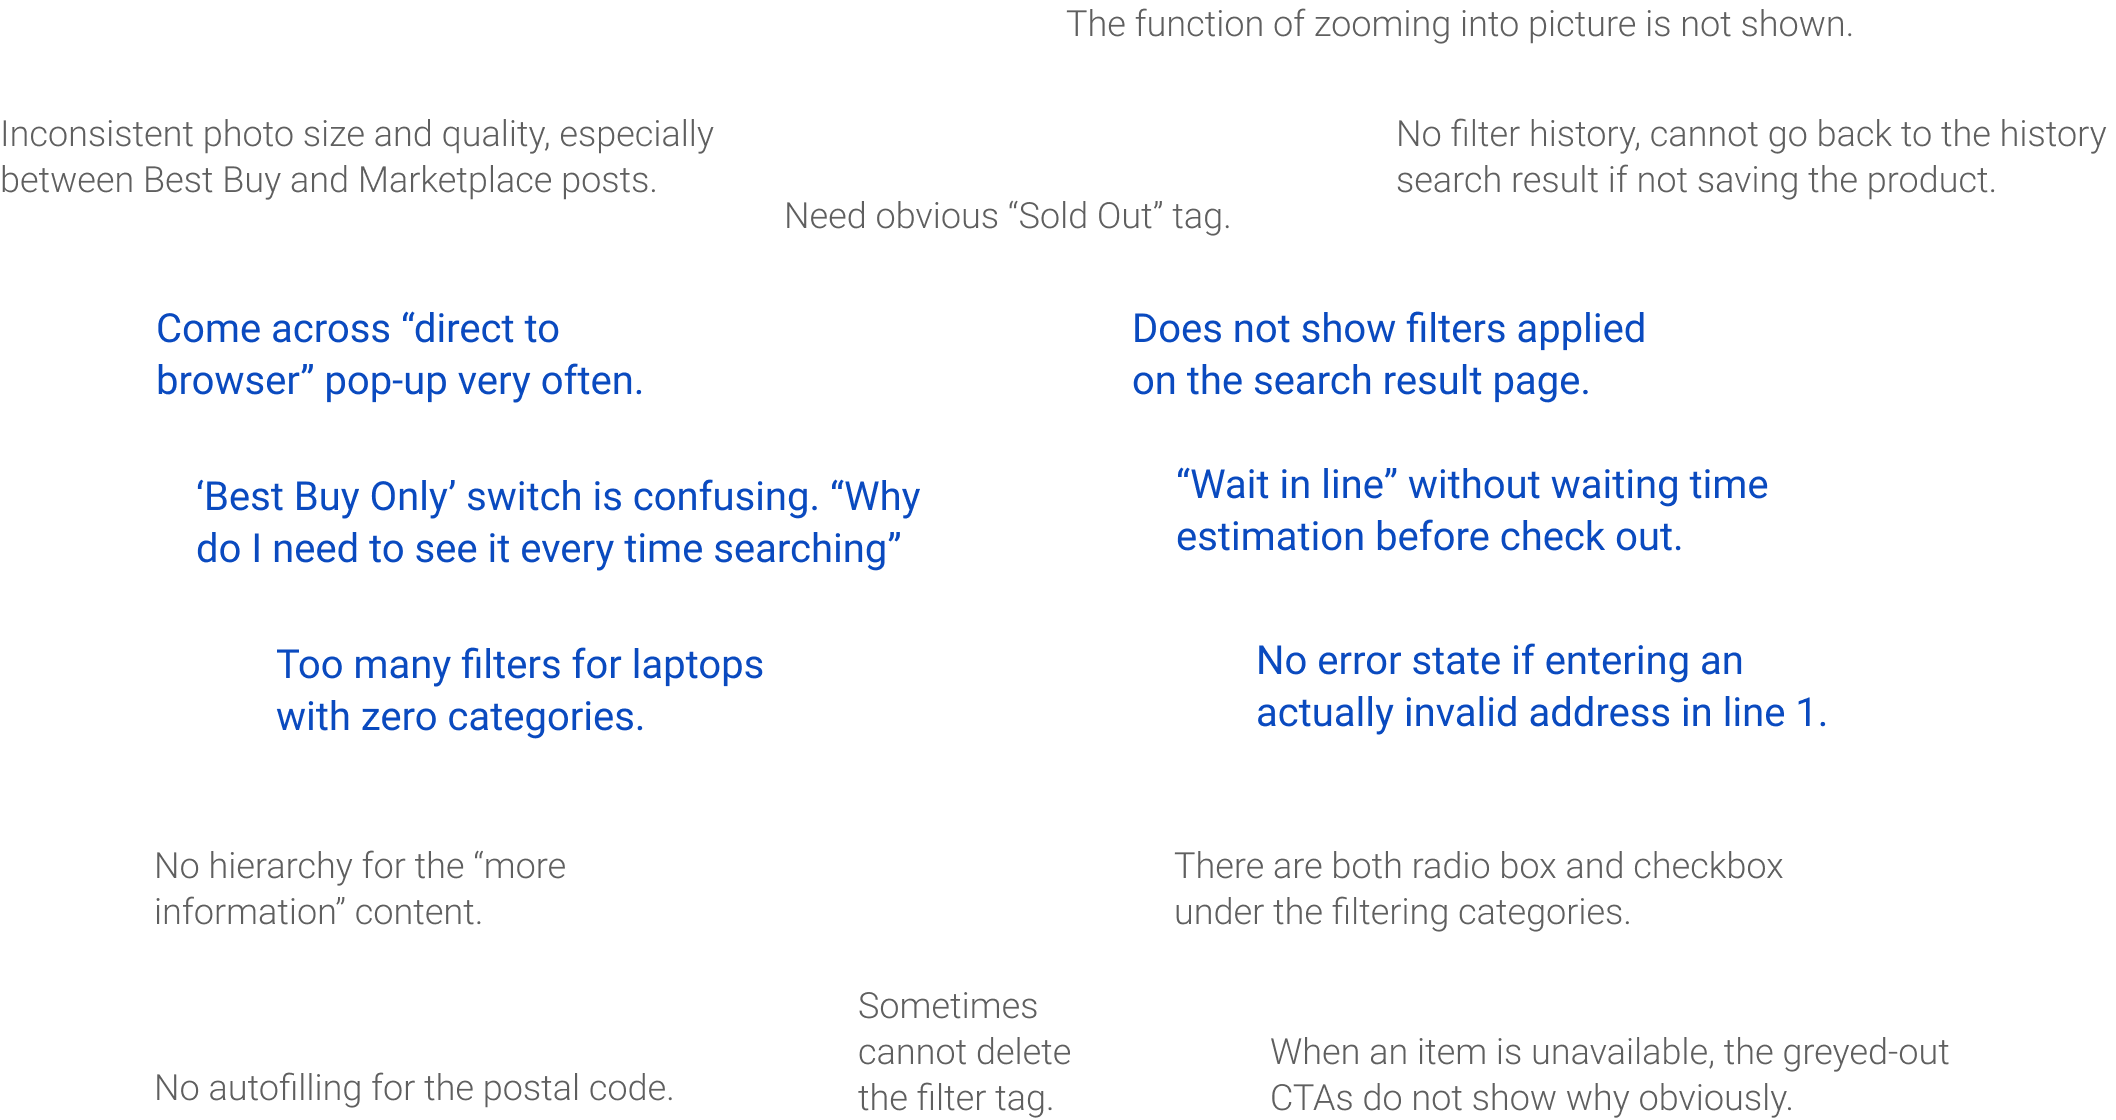 The function of zooming into picture is not shown.
Inconsistent photo size and quality, especially
between Best Buy and Marketplace posts.
No filter history, cannot go back to the history
search result if not saving the product.
Need obvious “Sold Out” tag.
Come across “direct to
browser” pop-up very often.
Does not show filters applied
on the search result page.
‘Best Buy Only’ switch is confusing. “Why
do I need to see it every time searching”
“Wait in line” without waiting time
estimation before check out.
Too many filters for laptops
with zero categories.
No error state if entering an
actually invalid address in line 1.
No hierarchy for the “more
information” content.
There are both radio box and checkbox
under the filtering categories.
No autofilling for the postal code.
Sometimes
cannot delete
the filter tag.
When an item is unavailable, the greyed-out
CTAs do not show why obviously.